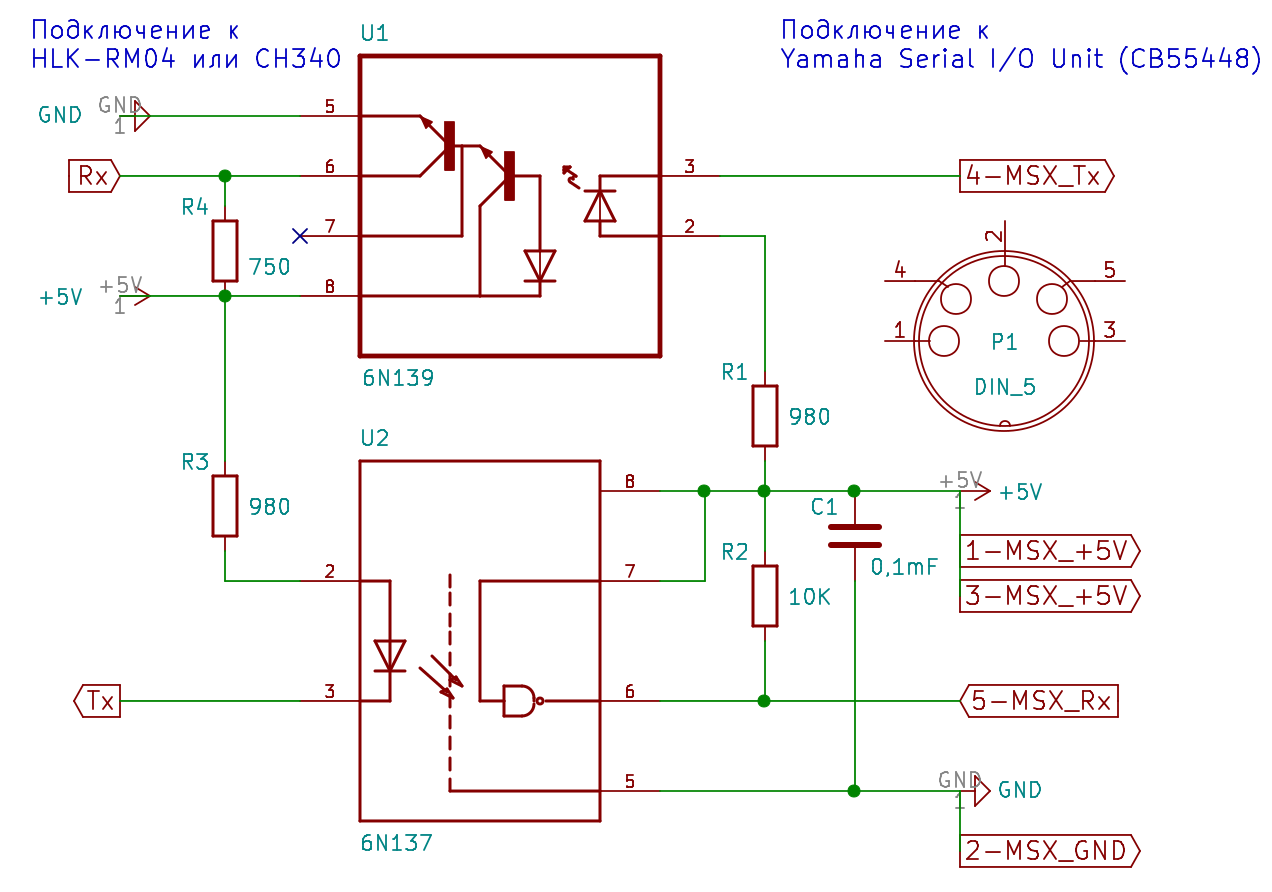 Подключение к
HLK-RM04 или CH340
U1
Подключение к
Yamaha Serial I/O Unit (CB55448)
GND
GND
1
5
Rx
6
3
4-MSX_Tx
R4
7
2
750
+5V
+5V
1
8
2
4
5
1
3
P1
DIN_5
6N139
R1
980
U2
R3
980
8
+5V
1
+5V
C1
R2
1-MSX_+5V
0,1mF
2
7
10K
3-MSX_+5V
Tx
3
6
5-MSX_Rx
5
GND
1
GND
6N137
2-MSX_GND